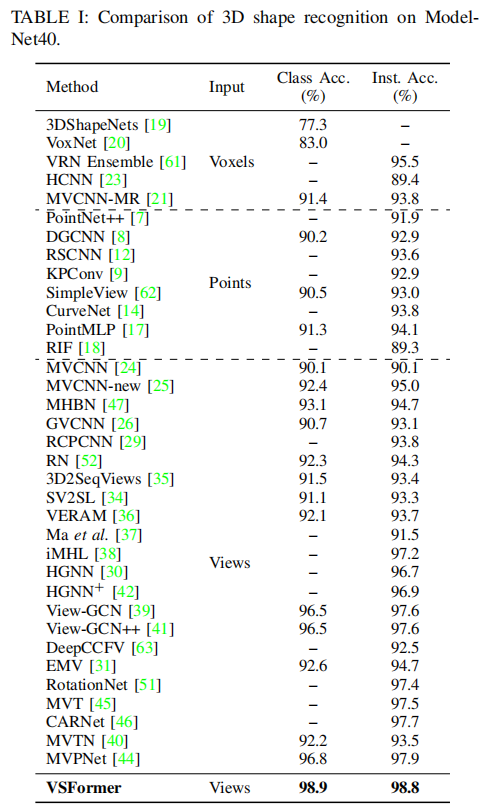 TABLE I: Comparison of 3D shape recognition on Model-
Net40.
Method Input Class Acc. (%) Inst. Acc. (%)
3DShapeNets [19] 77.3 –
VoxNet [20] 83.0 –
VRN Ensemble [61] Voxels – 95.5
HCNN [23] – 89.4
MVCNN-MR [21] 91.4 93.8
PointNet++ [7] – 91.9
DGCNN [8] 90.2 92.9
RSCNN [12] – 93.6
KPConv [9] – 92.9
Points
SimpleView [62] 90.5 93.0
CurveNet [14] – 93.8
PointMLP [17] 91.3 94.1
RIF [18] – 89.3
MVCNN [24] 90.1 90.1
MVCNN-new [25] 92.4 95.0
MHBN [47] 93.1 94.7
GVCNN [26] 90.7 93.1
RCPCNN [29] – 93.8
RN [52] 92.3 94.3
3D2SeqViews [35] 91.5 93.4
SV2SL [34] 91.1 93.3
VERAM [36] 92.1 93.7
Ma et al. [37] – 91.5
iMHL [38] – 97.2
Views
HGNN [30] – 96.7
HGNN+ [42] – 96.9
View-GCN [39] 96.5 97.6
View-GCN++ [41] 96.5 97.6
DeepCCFV [63] – 92.5
EMV [31] 92.6 94.7
RotationNet [51] – 97.4
MVT [45] – 97.5
CARNet [46] – 97.7
MVTN [40] 92.2 93.5
MVPNet [44] 96.8 97.9
VSFormer Views 98.9 98.8